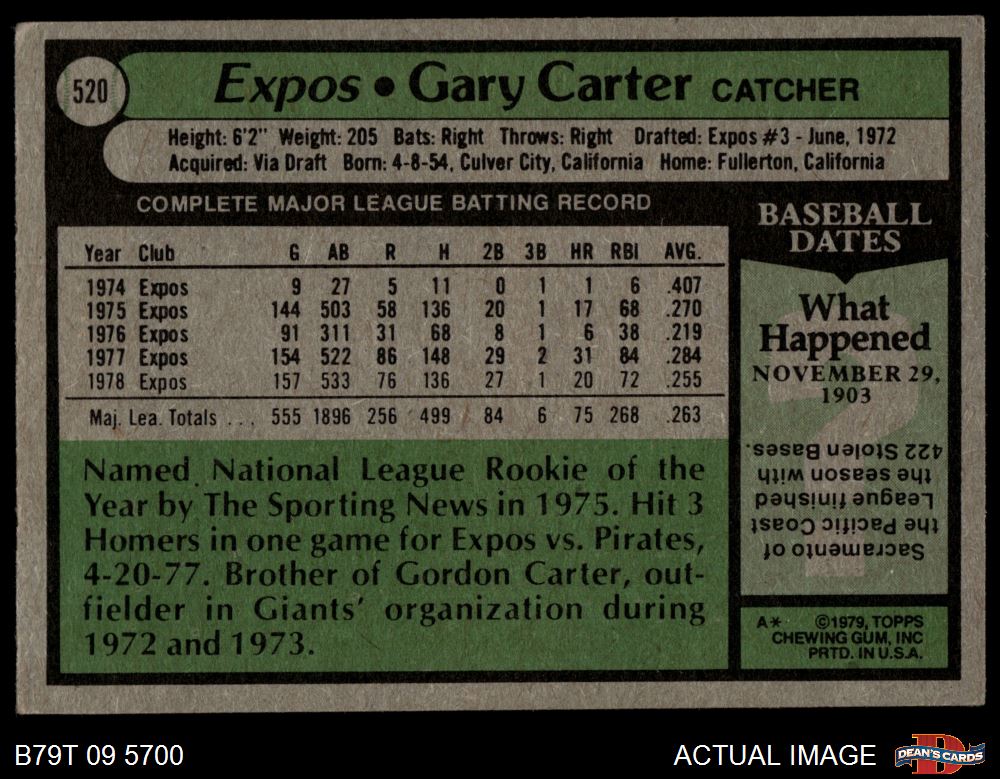 520
Expos • Gary Carter CATCHER
Height: 6'2" Weight: 205 Bats: Right Throws: Right Drafted: Expos #3 - June, 1972
Acquired: Via Draft Born: 4-8-54, Culver City, California Home: Fullerton, California
COMPLETE MAJOR LEAGUE BATTING RECORD
Year Club G AB R H 2B 3B HR RBI AVG.
1974 Expos 9 27 5 11 0 1 1 6 .407
1975 Expos 144 503 58 136 20 1 17 68 .270
1976 Expos 91 311 31 68 8 1 6 38 .219
1977 Expos 154 522 86 148 29 2 31 84 .284
1978 Expos 157 533 76 136 27 1 20 72 .255
Maj. Lea. Totals . . . 555 1896 256 499 84 6 75 268 .263
Named National League Rookie of the
Year by The Sporting News in 1975. Hit 3
Homers in one game for Expos vs. Pirates,
4-20-77. Brother of Gordon Carter, out-
fielder in Giants' organization during
1972 and 1973.
BASEBALL
DATES
What
Happened
NOVEMBER 29,
1903
Sacramento of
the Pacific Coast
League finished
the season with
422 Stolen Bases.
A* ©1979, TOPPS
CHEWING GUM, INC
PRTD. IN U.S.A.
B79T 09 5700
ACTUAL IMAGE
D
DEAN'S CARDS